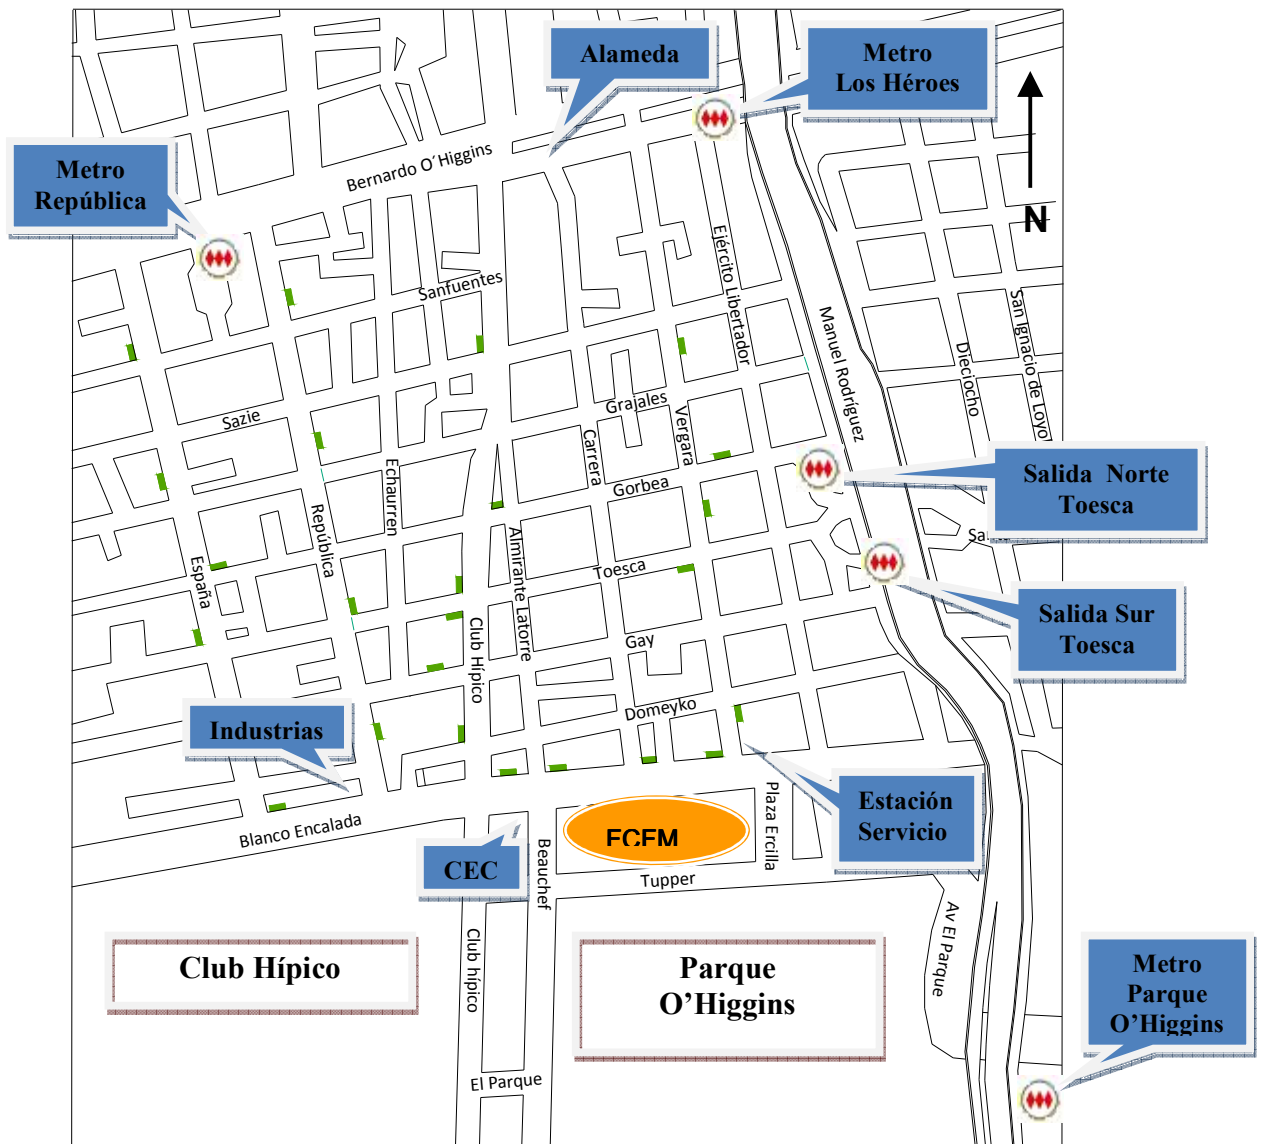 Alameda
Metro
Los Héroes
Metro
República
Bernardo O´Higgins
N
Sanfuentes
Ejército Libertador
Manuel Rodríguez
San Ignacio de Loyo
Dieciocho
Sazie
Grajales
Vergara
Carrera
Echaurren
Gorbea
Salida Norte
Toesca
República
Almirante Latorre
España
Toesca
Salida Sur
Toesca
Club Hípico
Gay
Domeyko
Industrias
Blanco Encalada
Plaza Ercilla
Estación
Servicio
FCFM
CEC
Beauchef
Tupper
Av El Parque
Club hípico
Club Hípico
Parque
O’Higgins
Metro
Parque
O’Higgins
El Parque